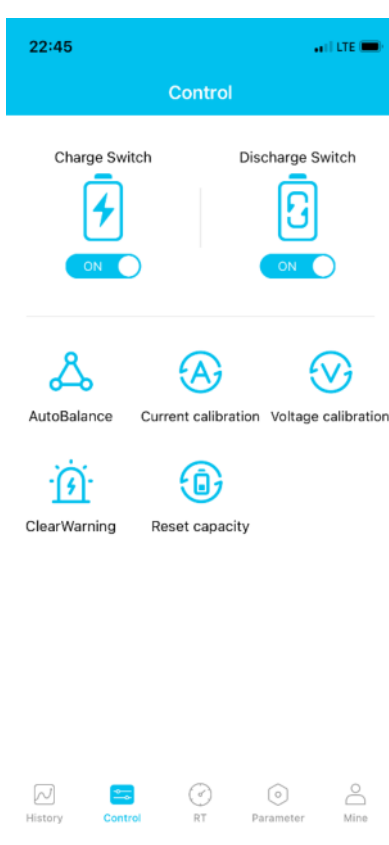 22:45 LTE
Control
Charge Switch Discharge Switch
ON ON
A V
AutoBalance Current calibration Voltage calibration
ClearWarning Reset capacity
History Control RT Parameter Mine